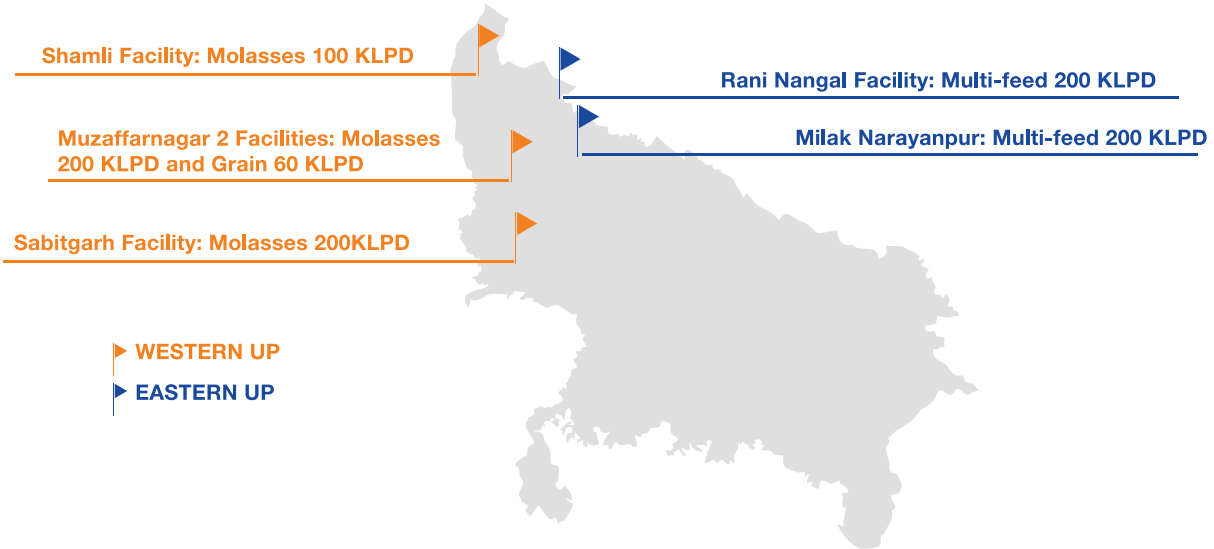 Shamli Facility: Molasses 100 KLPD
Rani Nangal Facility: Multi-feed 200 KLPD
Muzaffarnagar 2 Facilities: Molasses
200 KLPD and Grain 60 KLPD
Milak Narayanpur: Multi-feed 200 KLPD
Sabitgarh Facility: Molasses 200KLPD
WESTERN UP
EASTERN UP